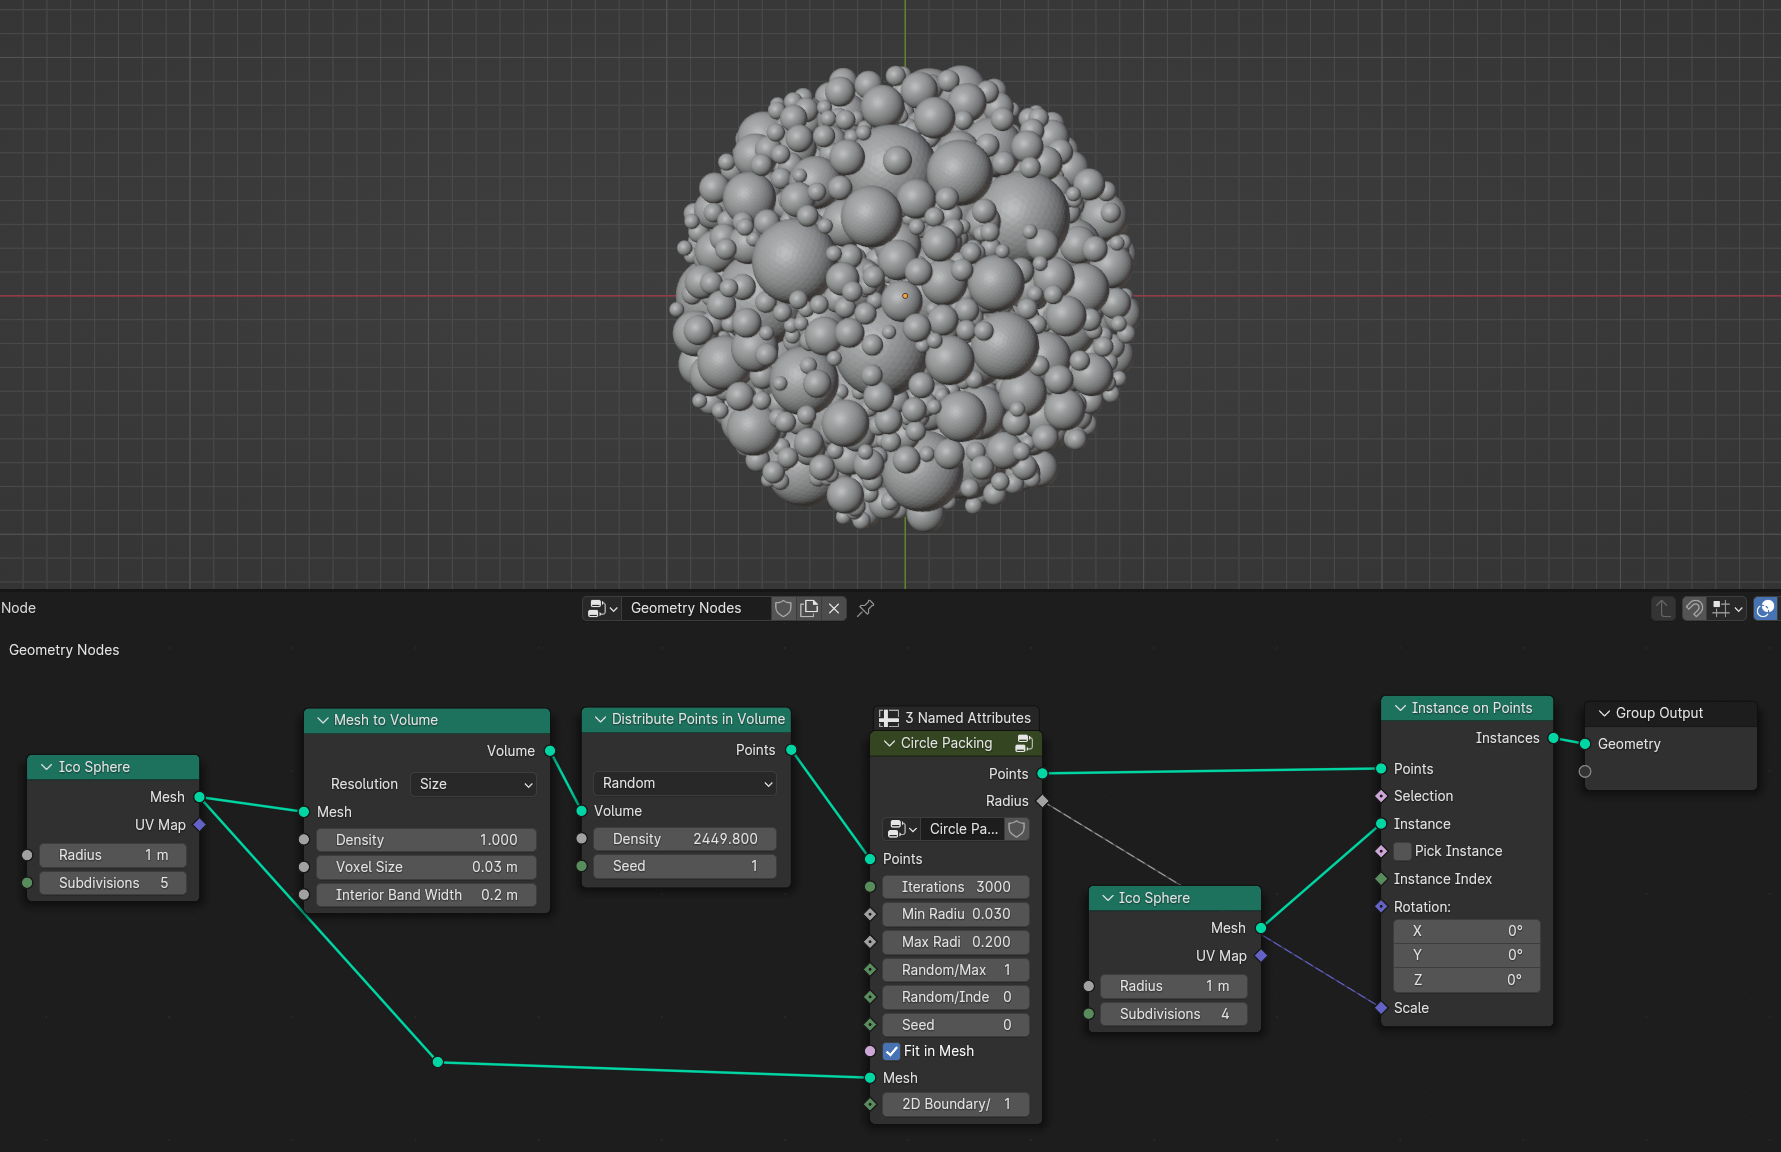 Node
Geometry Nodes
Geometry Nodes
Ico Sphere
Mesh
UV Map
Radius 1 m
Subdivisions 5
Mesh to Volume
Volume
Resolution Size
Mesh
Density 1.000
Voxel Size 0.03 m
Interior Band Width 0.2 m
Distribute Points in Volume
Points
Random
Volume
Density 2449.800
Seed 1
3 Named Attributes
Circle Packing
Points
Radius
Circle Pa...
Points
Iterations 3000
Min Radiu 0.030
Max Radi 0.200
Random/Max 1
Random/Inde 0
Seed 0
Fit in Mesh
Mesh
2D Boundary/ 1
Ico Sphere
Mesh
UV Map
Radius 1 m
Subdivisions 4
Instance on Points
Instances
Points
Selection
Instance
Pick Instance
Instance Index
Rotation:
X 0°
Y 0°
Z 0°
Scale
Group Output
Geometry